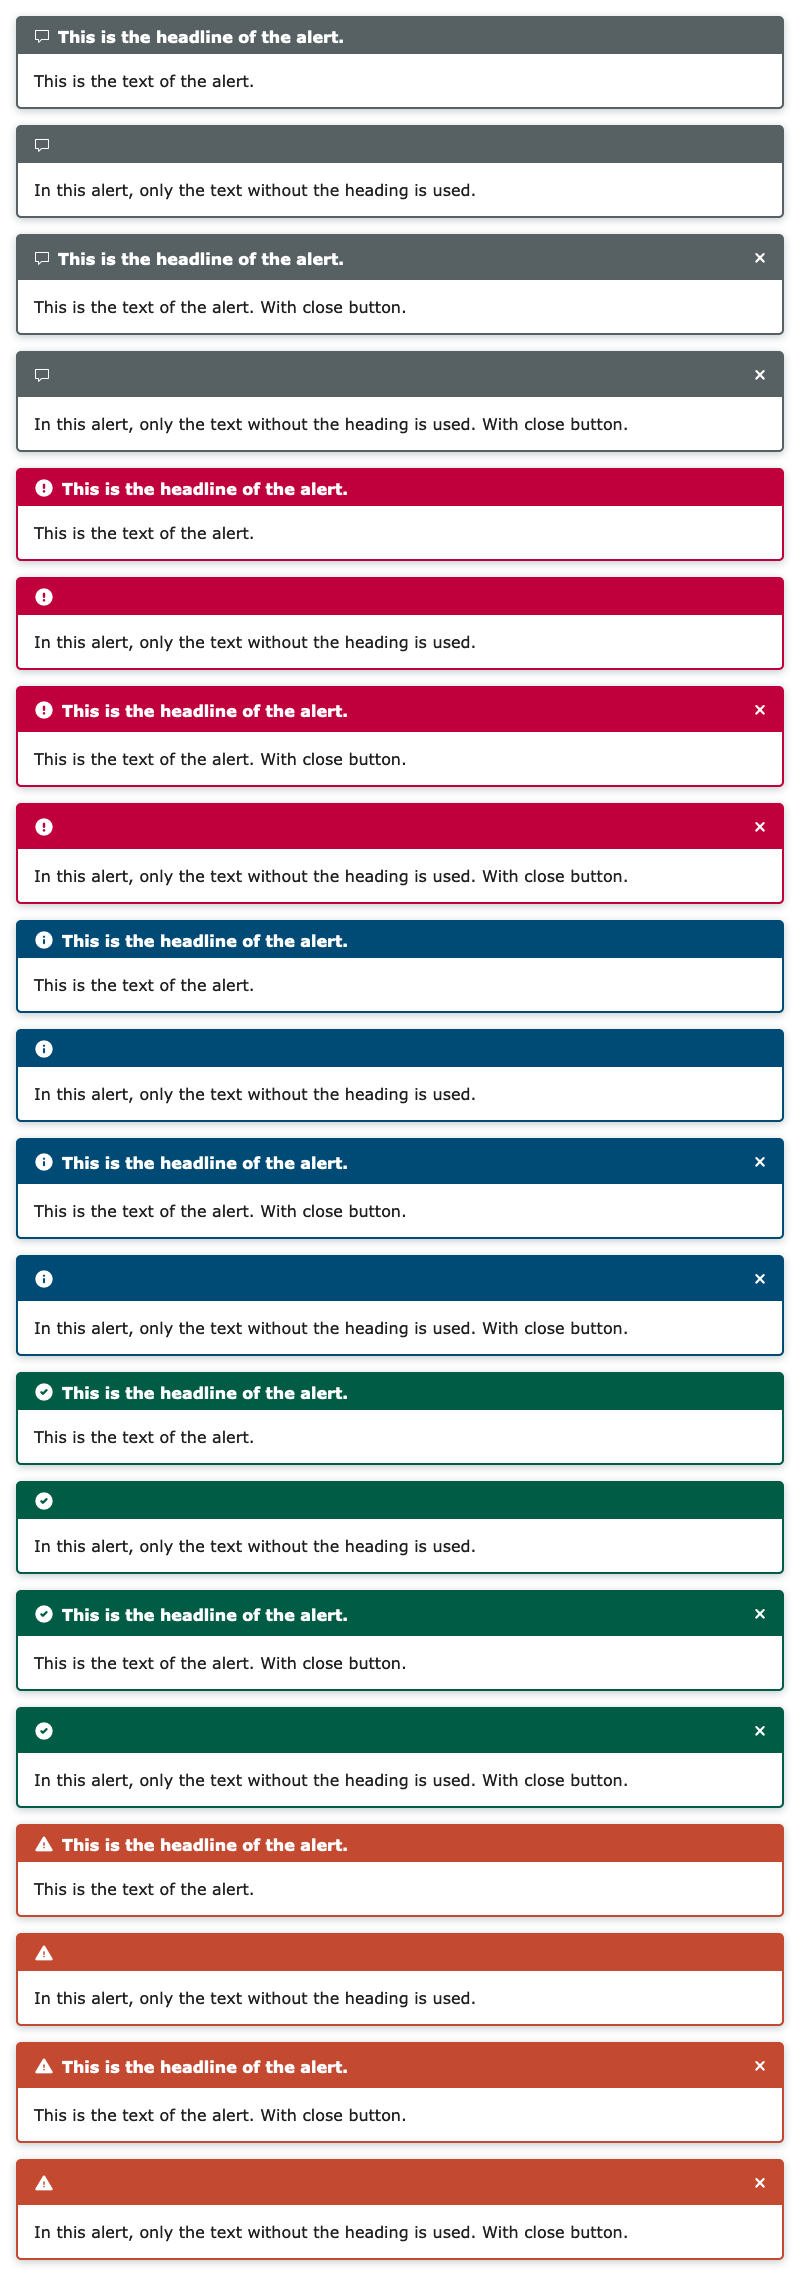 This is the headline of the alert.
This is the text of the alert.
In this alert, only the text without the heading is used.
This is the headline of the alert.
This is the text of the alert. With close button.
In this alert, only the text without the heading is used. With close button.
This is the headline of the alert.
This is the text of the alert.
In this alert, only the text without the heading is used.
This is the headline of the alert.
This is the text of the alert. With close button.
In this alert, only the text without the heading is used. With close button.
This is the headline of the alert.
This is the text of the alert.
In this alert, only the text without the heading is used.
This is the headline of the alert.
This is the text of the alert. With close button.
In this alert, only the text without the heading is used. With close button.
This is the headline of the alert.
This is the text of the alert.
In this alert, only the text without the heading is used.
This is the headline of the alert.
This is the text of the alert. With close button.
In this alert, only the text without the heading is used. With close button.
This is the headline of the alert.
This is the text of the alert.
In this alert, only the text without the heading is used.
This is the headline of the alert.
This is the text of the alert. With close button.
In this alert, only the text without the heading is used. With close button.